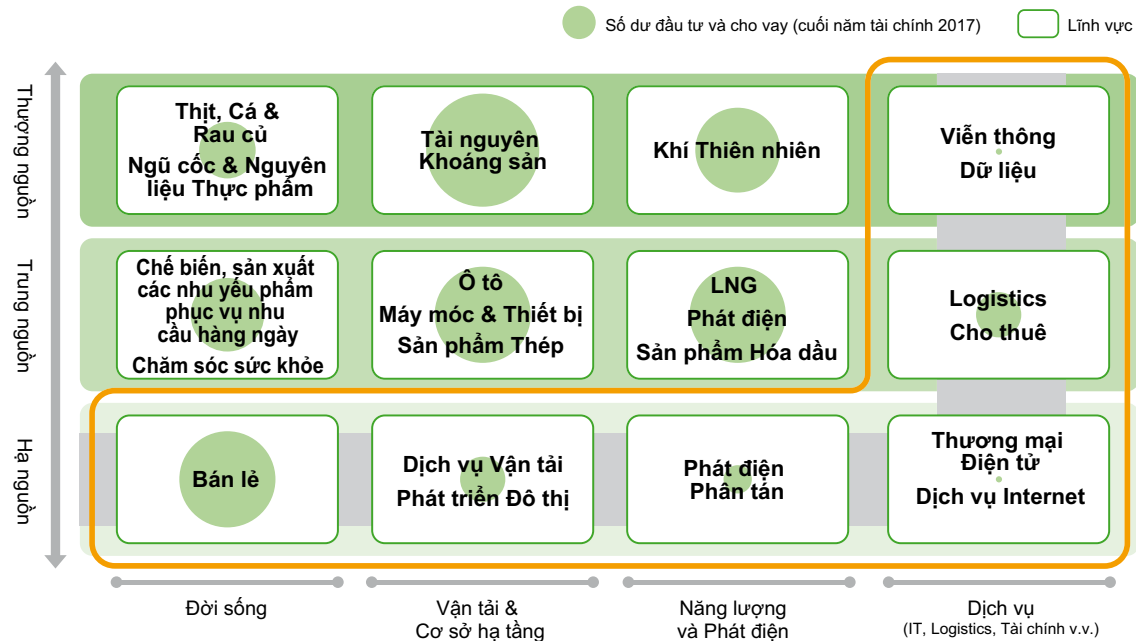 Số dư đầu tư và cho vay (cuối năm tài chính 2017)
Lĩnh vực
Thượng nguồn
Thịt, Cá &
Rau củ
Ngũ cốc & Nguyên
liệu Thực phẩm
Tài nguyên
Khoáng sản
Khí Thiên nhiên
Viễn thông
Dữ liệu
Trung nguồn
Chế biến, sản xuất
các nhu yếu phẩm
phục vụ nhu
cầu hàng ngày
Chăm sóc sức khỏe
Ô tô
Máy móc & Thiết bị
Sản phẩm Thép
LNG
Phát điện
Sản phẩm Hóa dầu
Logistics
Cho thuê
Hạ nguồn
Bán lẻ
Dịch vụ Vận tải
Phát triển Đô thị
Phát điện
Phân tán
Thương mại
Điện tử
Dịch vụ Internet
Đời sống
Vận tải &
Cơ sở hạ tầng
Năng lượng
và Phát điện
Dịch vụ
(IT, Logistics, Tài chính v.v.)